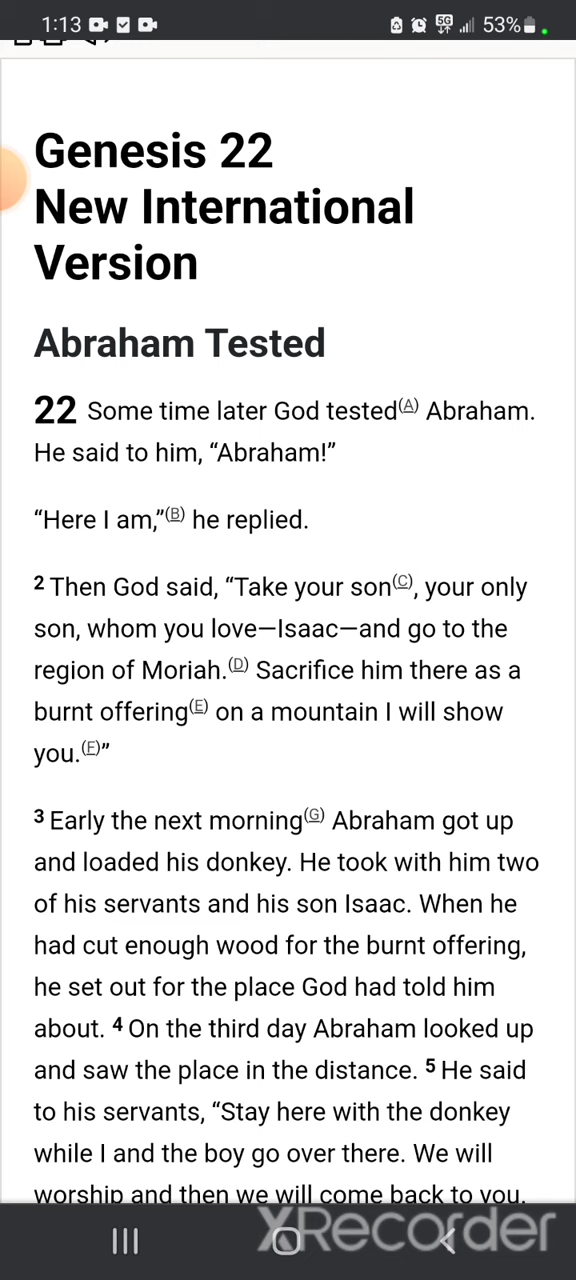 1:13 5G 53%
Genesis 22
New International
Version
Abraham Tested
22 Some time later God tested(A) Abraham.
He said to him, “Abraham!”
“Here I am,”(B) he replied.
2 Then God said, “Take your son(C), your only
son, whom you love—Isaac—and go to the
region of Moriah.(D) Sacrifice him there as a
burnt offering(E) on a mountain I will show
you.(F)”
3 Early the next morning(G) Abraham got up
and loaded his donkey. He took with him two
of his servants and his son Isaac. When he
had cut enough wood for the burnt offering,
he set out for the place God had told him
about. 4 On the third day Abraham looked up
and saw the place in the distance. 5 He said
to his servants, “Stay here with the donkey
while I and the boy go over there. We will
worship and then we will come back to you.
XRecorder